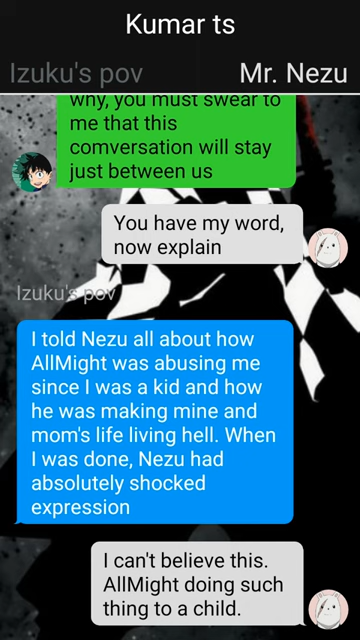 Kumar ts
Izuku's pov
Mr. Nezu
why, you must swear to
me that this
comversation will stay
just between us
You have my word,
now explain
Izuku's pov
I told Nezu all about how
AllMight was abusing me
since I was a kid and how
he was making mine and
mom's life living hell. When
I was done, Nezu had
absolutely shocked
expression
I can't believe this.
AllMight doing such
thing to a child.